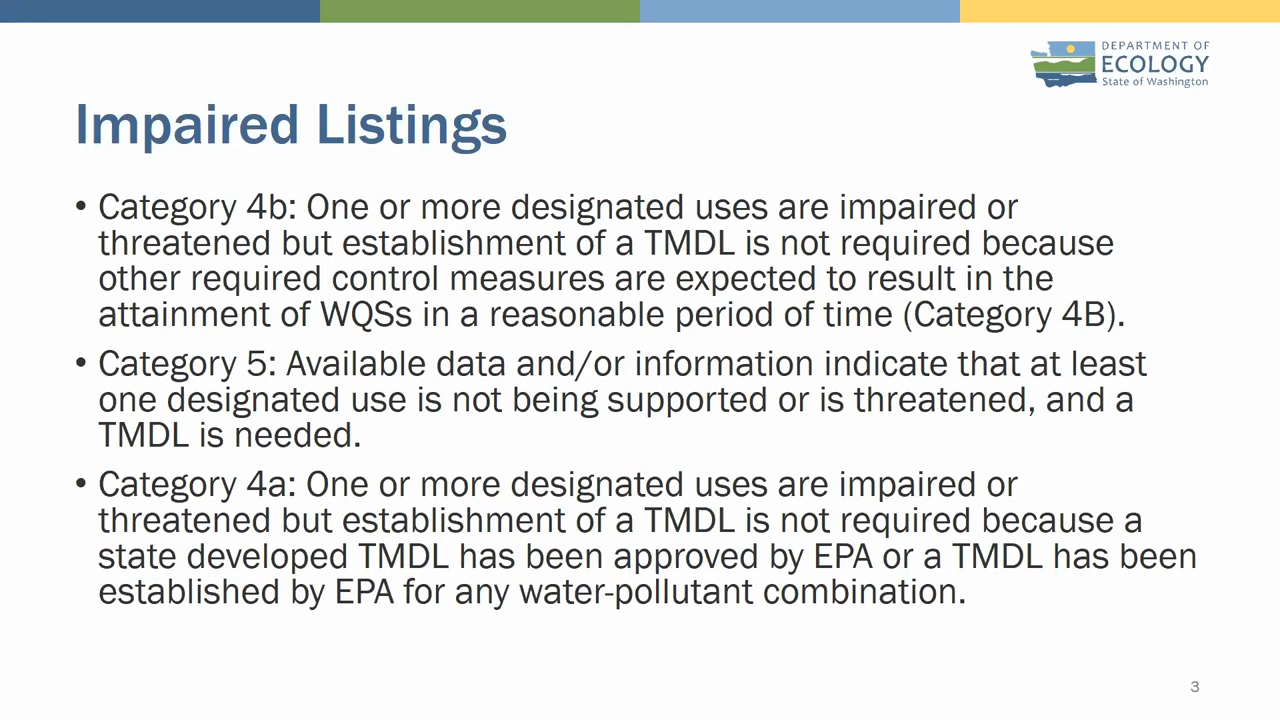 DEPARTMENT OF
ECOLOGY
State of Washington
Impaired Listings
• Category 4b: One or more designated uses are impaired or
threatened but establishment of a TMDL is not required because
other required control measures are expected to result in the
attainment of WQSs in a reasonable period of time (Category 4B).
• Category 5: Available data and/or information indicate that at least
one designated use is not being supported or is threatened, and a
TMDL is needed.
• Category 4a: One or more designated uses are impaired or
threatened but establishment of a TMDL is not required because a
state developed TMDL has been approved by EPA or a TMDL has been
established by EPA for any water-pollutant combination.
3